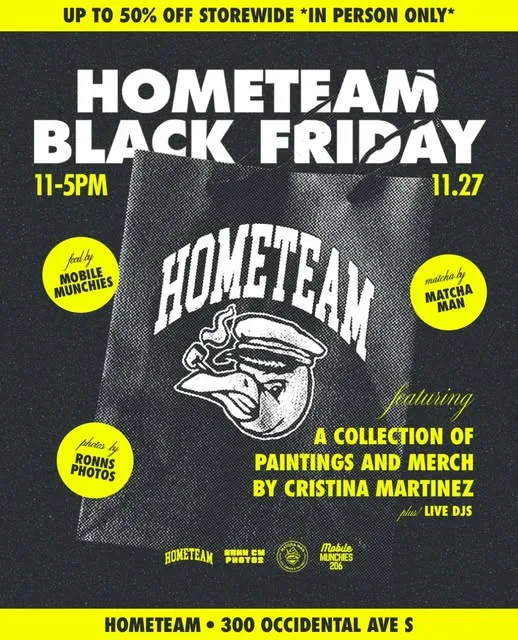 UP TO 50% OFF STOREWIDE *IN PERSON ONLY*
HOMETEAM
BLACK FRIDAY
11-5PM
11.27
food by
MOBILE
MUNCHIES
matcha by
MATCHA
MAN
HOMETEAM
featuring
A COLLECTION OF
PAINTINGS AND MERCH
BY CRISTINA MARTINEZ
plus LIVE DJS
photos by
RONNS
PHOTOS
HOMETEAM
PHOTOS
Mobile
MUNCHIES
206
HOMETEAM • 300 OCCIDENTAL AVE S